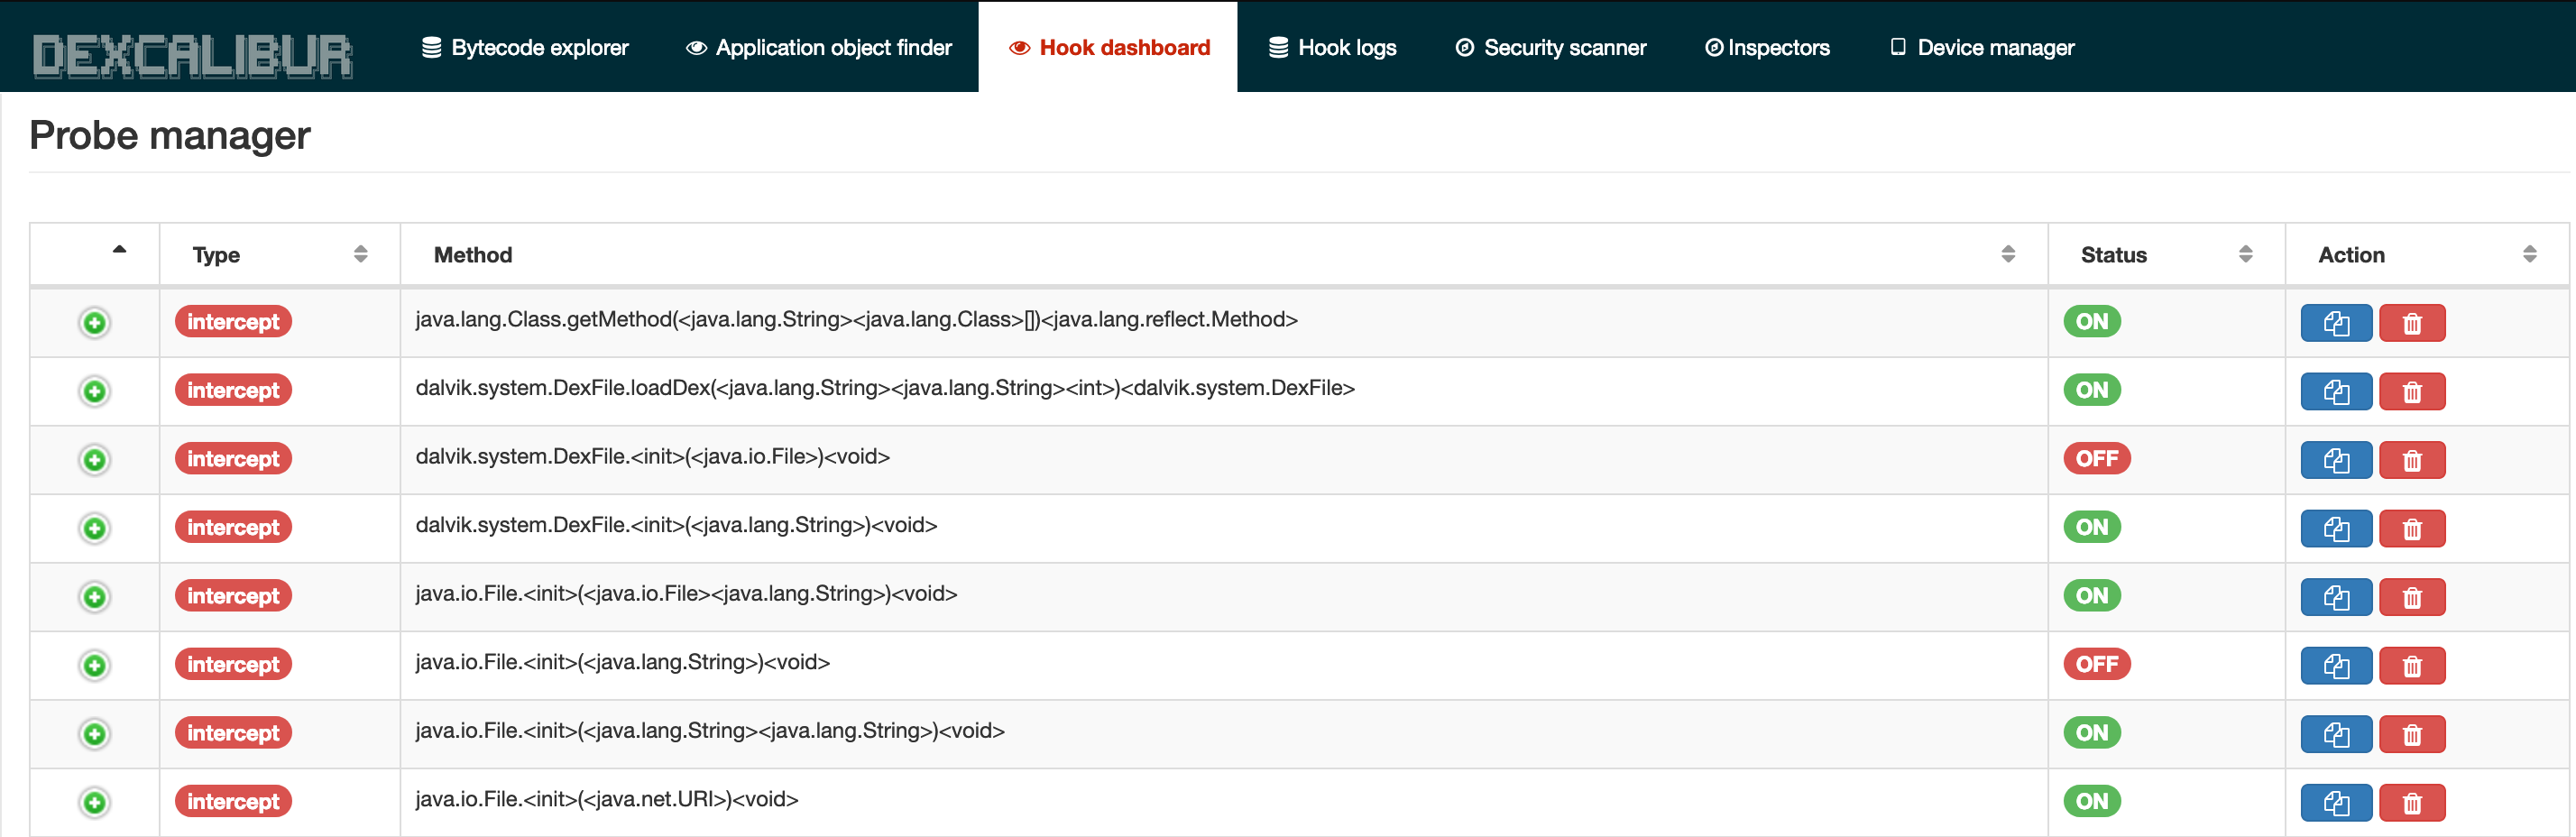 DEXCALIBUR Bytecode explorer Application object finder Hook dashboard Hook logs Security scanner Inspectors Device manager
Probe manager
Type Method Status Action
intercept java.lang.Class.getMethod(<java.lang.String><java.lang.Class>[])<java.lang.reflect.Method> ON
intercept dalvik.system.DexFile.loadDex(<java.lang.String><java.lang.String><int>)<dalvik.system.DexFile> ON
intercept dalvik.system.DexFile.<init>(<java.io.File>)<void> OFF
intercept dalvik.system.DexFile.<init>(<java.lang.String>)<void> ON
intercept java.io.File.<init>(<java.io.File><java.lang.String>)<void> ON
intercept java.io.File.<init>(<java.lang.String>)<void> OFF
intercept java.io.File.<init>(<java.lang.String><java.lang.String>)<void> ON
intercept java.io.File.<init>(<java.net.URI>)<void> ON